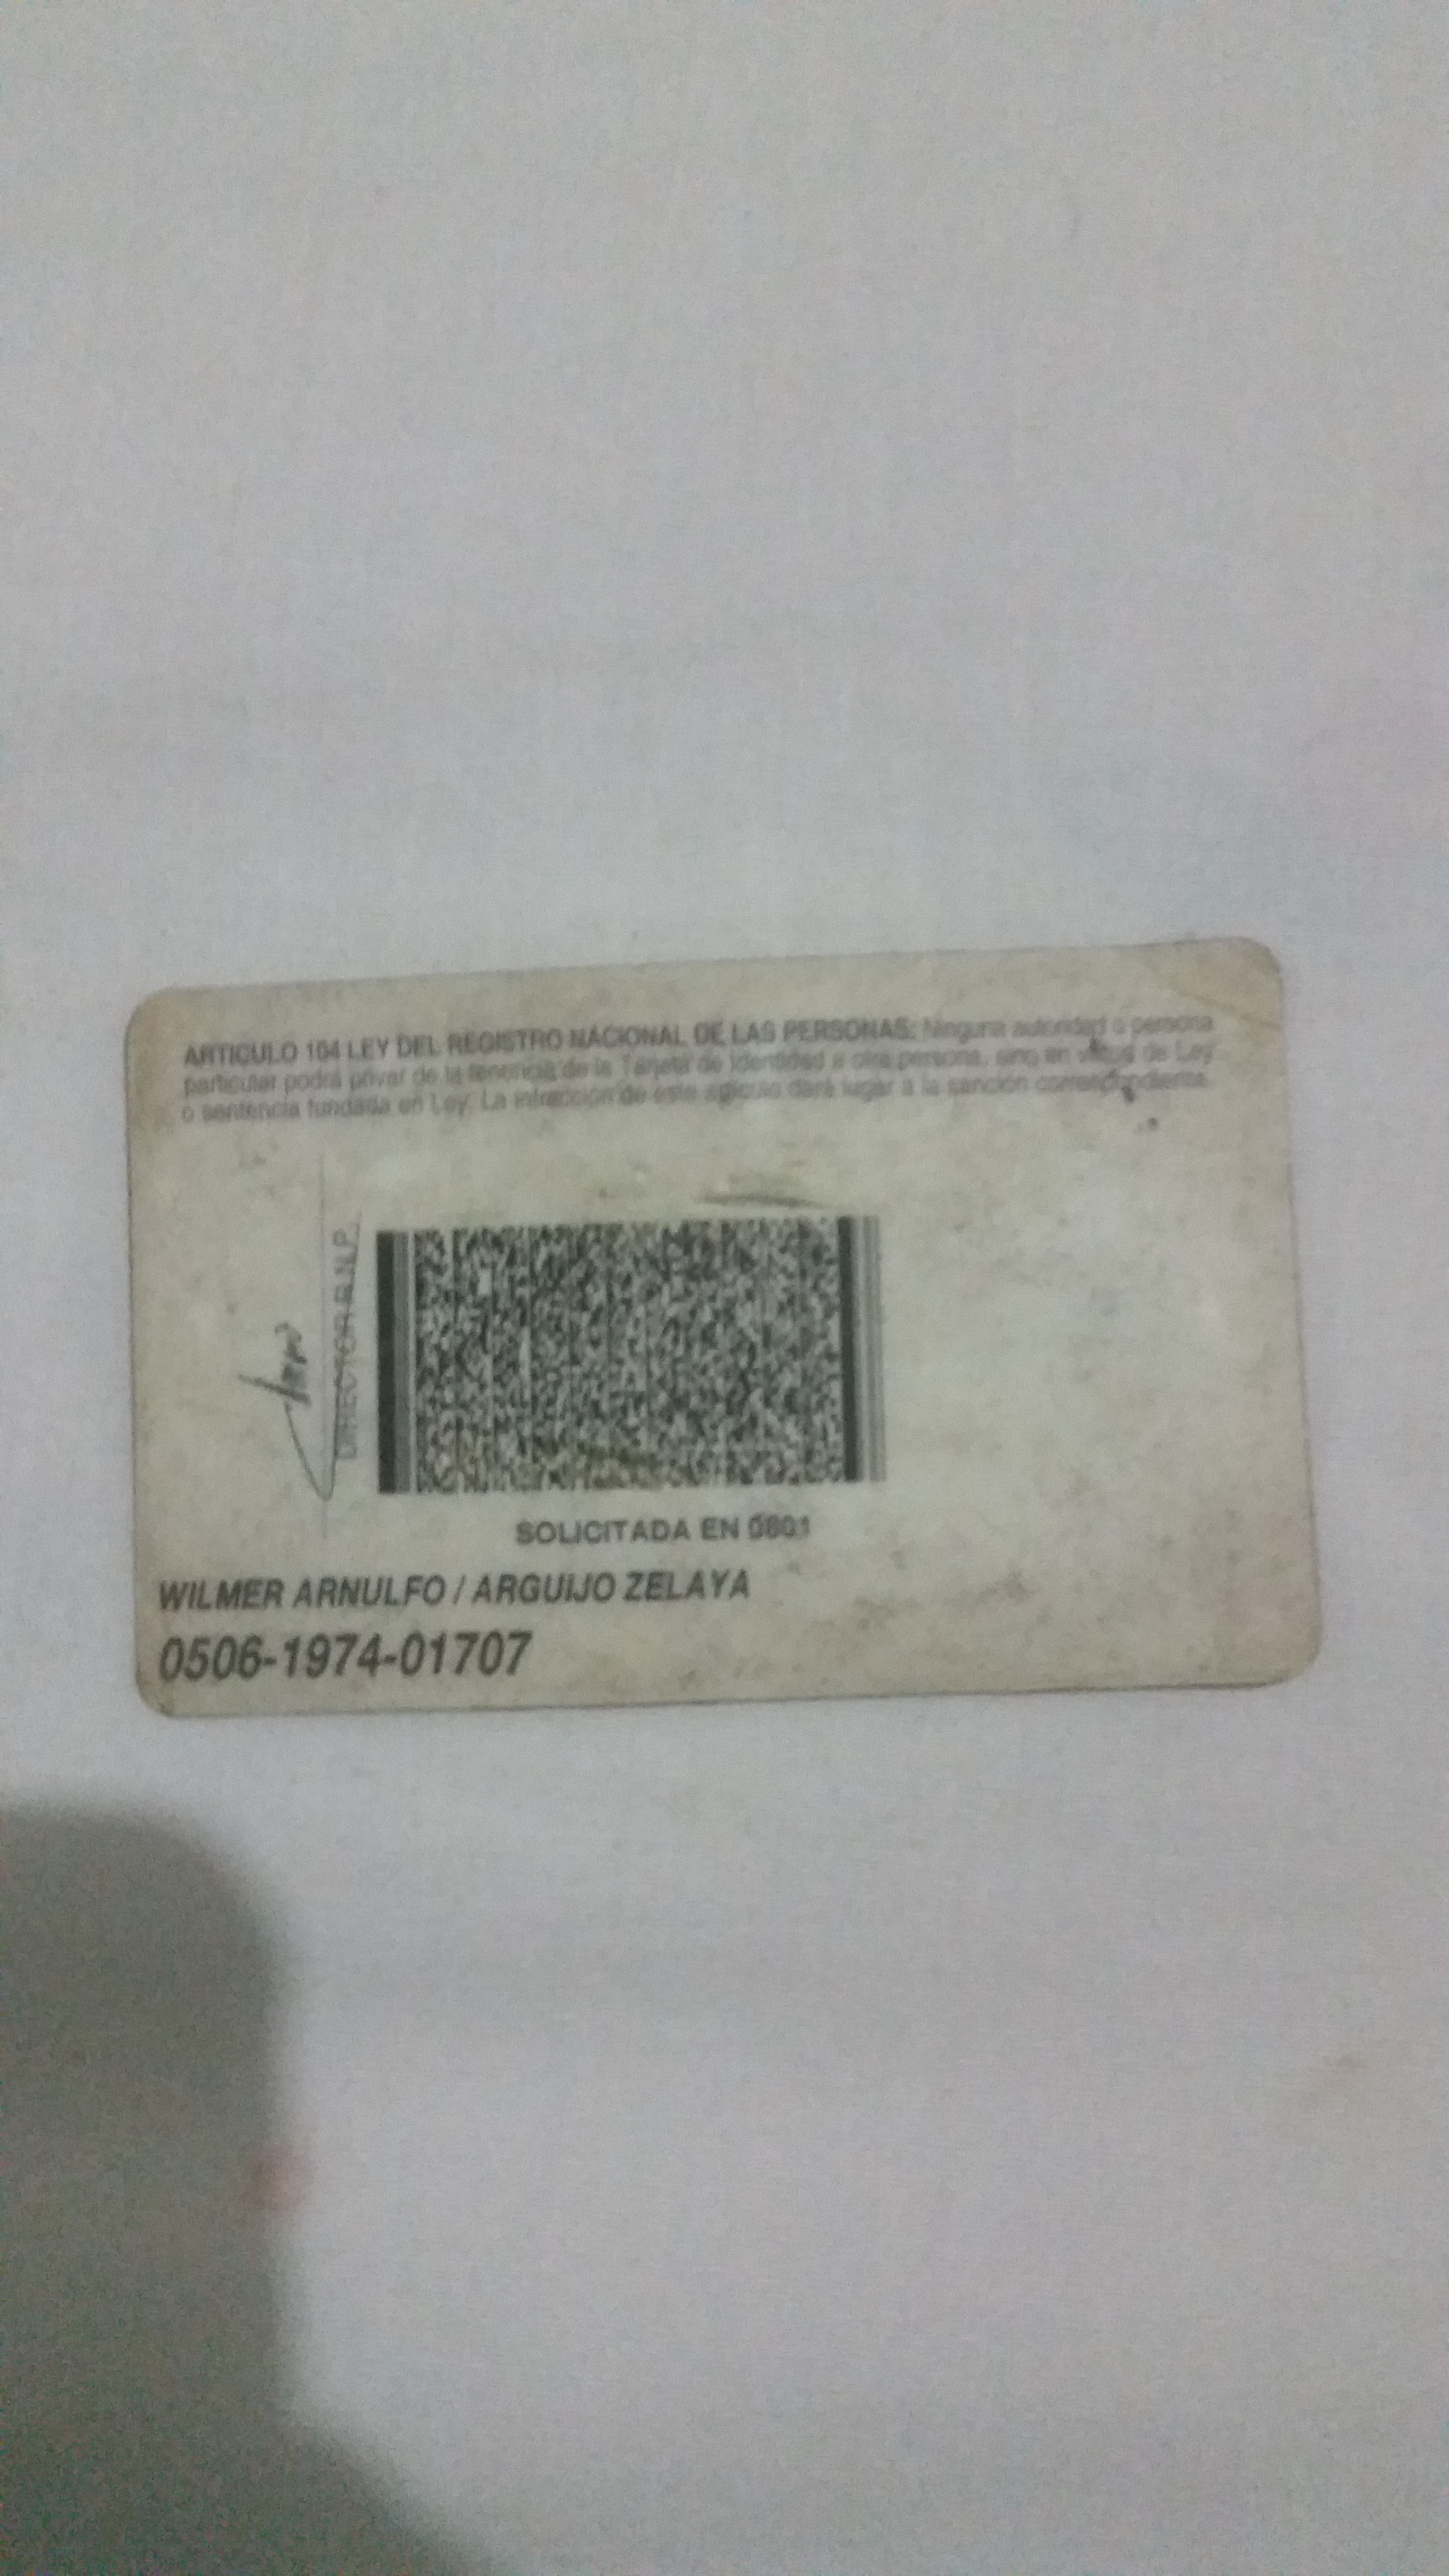 ARTICULO 104 LEY DEL REGISTRO NACIONAL DE LAS PERSONAS: Ninguna autoridad o persona
particular podrá privar de la tenencia de la Tarjeta de Identidad a otra persona, sino en virtud de Ley
o sentencia fundada en Ley. La infracción de este artículo dará lugar a la sanción correspondiente.
DIRECTOR R.N.P.
SOLICITADA EN
WILMER ARNULFO / ARGUIJO ZELAYA
0506-1974-01707